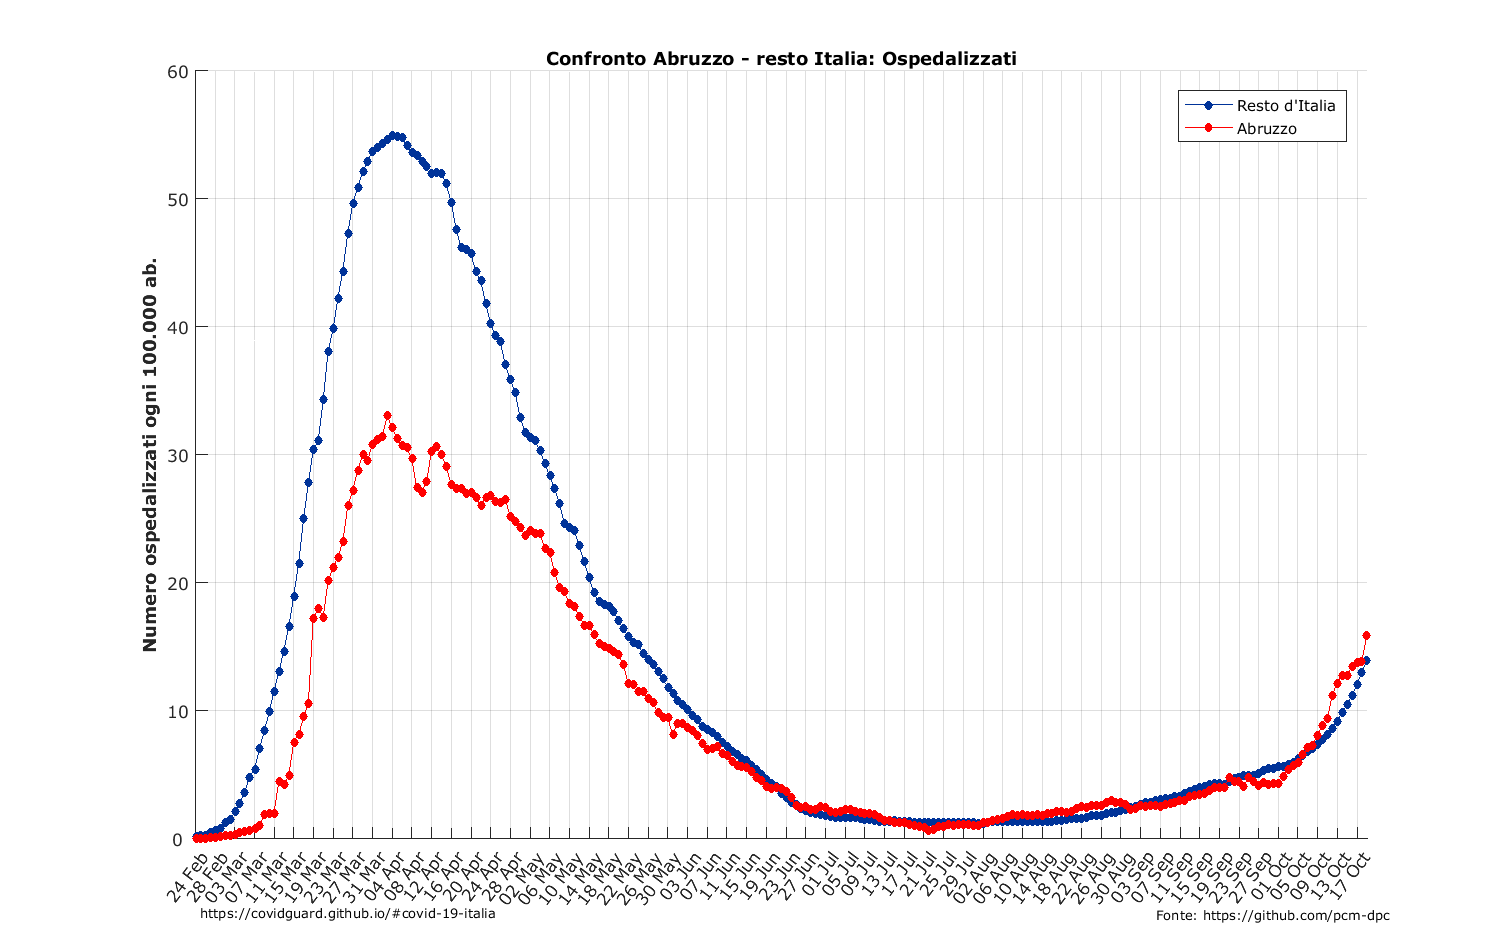 Confronto Abruzzo - resto Italia: Ospedalizzati
60
50
40
30
20
10
0
Numero ospedalizzati ogni 100.000 ab.
Resto d'Italia
Abruzzo
24 Feb
28 Feb
03 Mar
07 Mar
11 Mar
15 Mar
19 Mar
23 Mar
27 Mar
31 Mar
04 Apr
08 Apr
12 Apr
16 Apr
20 Apr
24 Apr
28 Apr
02 May
06 May
10 May
14 May
18 May
22 May
26 May
30 May
03 Jun
07 Jun
11 Jun
15 Jun
19 Jun
23 Jun
27 Jun
01 Jul
05 Jul
09 Jul
13 Jul
17 Jul
21 Jul
25 Jul
29 Jul
02 Aug
06 Aug
10 Aug
14 Aug
18 Aug
22 Aug
26 Aug
30 Aug
03 Sep
07 Sep
11 Sep
15 Sep
19 Sep
23 Sep
27 Sep
01 Oct
05 Oct
09 Oct
13 Oct
17 Oct
https://covidguard.github.io/#covid-19-italia
Fonte: https://github.com/pcm-dpc